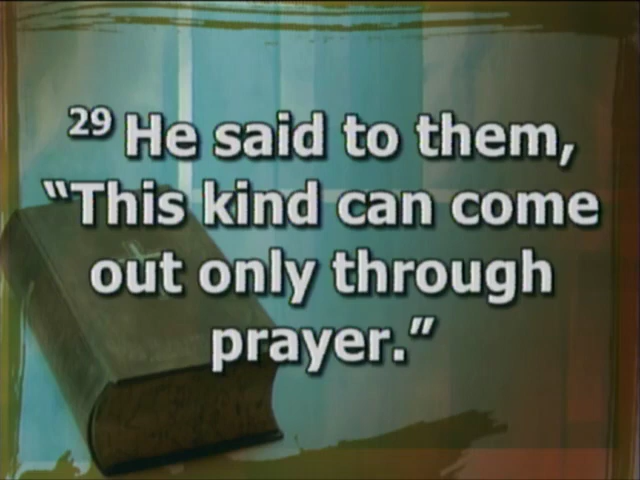 29 He said to them,
“This kind can come
out only through
prayer.”